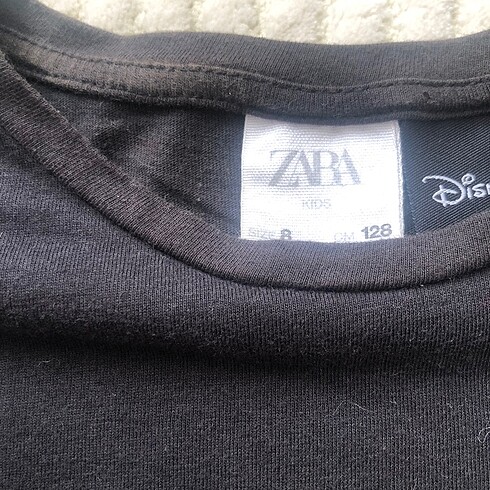 ZARA
KIDS
SIZE 8 CM 128
Disn